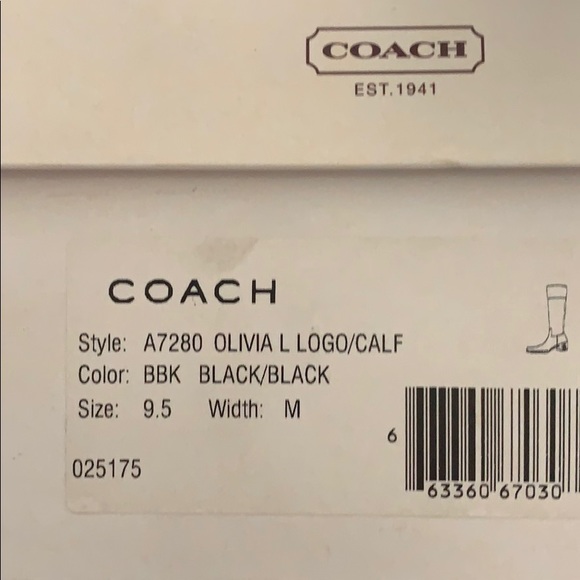 COACH
EST.1941
COACH
Style: A7280 OLIVIA L LOGO/CALF
Color: BBK BLACK/BLACK
Size: 9.5 Width: M
025175
6 63360 67030